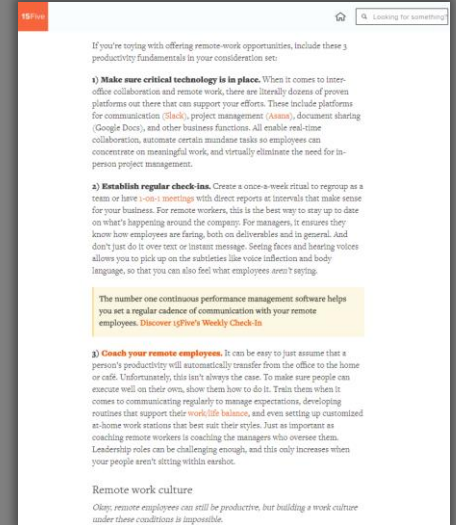 15Five
Looking for something?
If you're toying with offering remote-work opportunities, include these 3
productivity fundamentals in your consideration set:
1) Make sure critical technology is in place. When it comes to inter-
office collaboration and remote work, there are literally dozens of proven
platforms out there that can support your efforts. These include platforms
for communication (Slack), project management (Asana), document sharing
(Google Docs), and other business functions. All enable real-time
collaboration, automate certain mundane tasks so employees can
concentrate on meaningful work, and virtually eliminate the need for in-
person project management.
2) Establish regular check-ins. Create a once-a-week ritual to regroup as a
team or have 1-on-1 meetings with direct reports at intervals that make sense
for your business. For remote workers, this is the best way to stay up to date
on what's happening around the company. For managers, it ensures they
know how employees are faring, both on deliverables and in general. And
don't just do it over text or instant message. Seeing faces and hearing voices
allows you to pick up on the subtleties like voice inflection and body
language, so that you can also feel what employees aren't saying.
The number one continuous performance management software helps
you set a regular cadence of communication with your remote
employees. Discover 15Five's Weekly Check-In
3) Coach your remote employees. It can be easy to just assume that a
person's productivity will automatically transfer from the office to the home
or café. Unfortunately, this isn't always the case. To make sure people can
execute well on their own, show them how to do it. Train them when it
comes to communicating regularly to manage expectations, developing
routines that support their work/life balance, and even setting up customized
at-home work stations that best suit their styles. Just as important as
coaching remote workers is coaching the managers who oversee them.
Leadership roles can be challenging enough, and this only increases when
your people aren't sitting within earshot.
Remote work culture
Okay, remote employees can still be productive, but building a work culture
under these conditions is impossible.